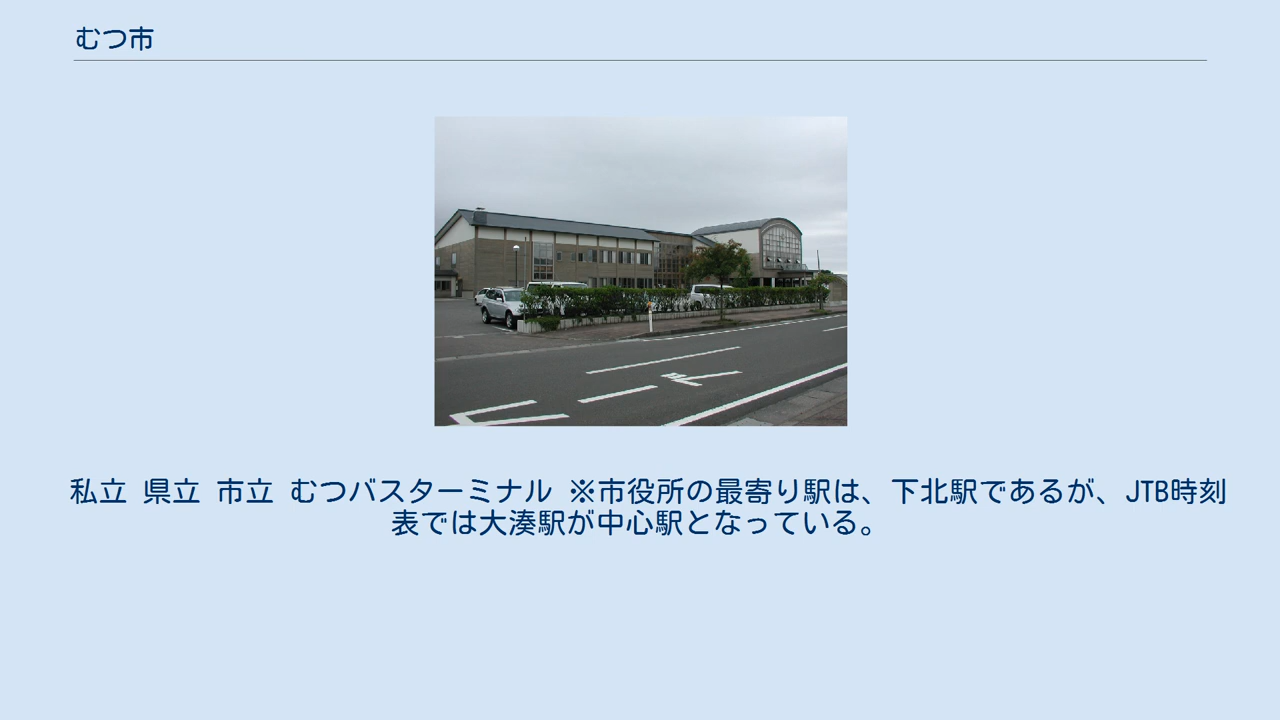 むつ市
私立 県立 市立 むつバスターミナル ※市役所の最寄り駅は、下北駅であるが、JTB時刻
表では大湊駅が中心駅となっている。